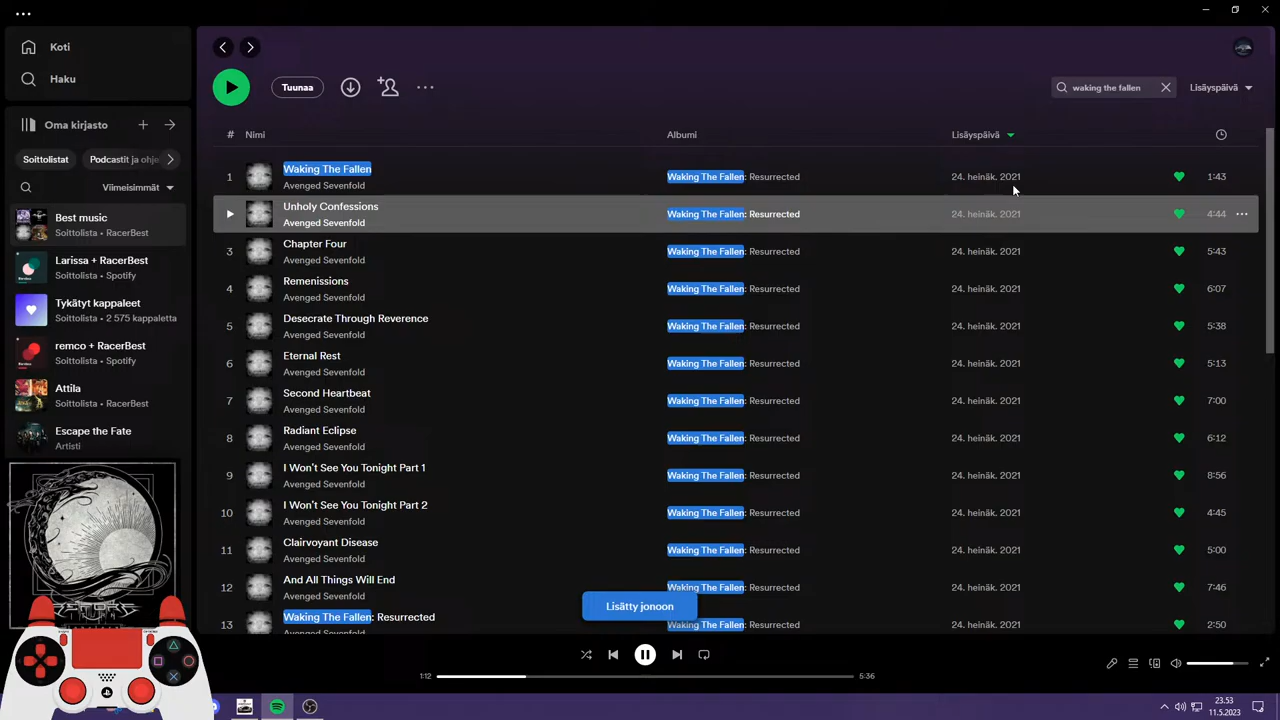 Koti
Haku
Oma kirjasto
Soittolistat
Podcastit ja ohje
Viimeisimmät
Best music
Soittolista • RacerBest
Larissa + RacerBest
Soittolista • Spotify
Tykätyt kappaleet
Soittolista • 2 575 kappaletta
remco + RacerBest
Soittolista • Spotify
Attila
Soittolista • RacerBest
Escape the Fate
Artisti
Tuunaa
waking the fallen
Lisäyspäivä
# Nimi Albumi Lisäyspäivä
1 Waking The Fallen Waking The Fallen: Resurrected 24. heinäk. 2021 1:43
Avenged Sevenfold
Unholy Confessions Waking The Fallen: Resurrected 24. heinäk. 2021 4:44
Avenged Sevenfold
3 Chapter Four Waking The Fallen: Resurrected 24. heinäk. 2021 5:43
Avenged Sevenfold
4 Remenissions Waking The Fallen: Resurrected 24. heinäk. 2021 6:07
Avenged Sevenfold
5 Desecrate Through Reverence Waking The Fallen: Resurrected 24. heinäk. 2021 5:38
Avenged Sevenfold
6 Eternal Rest Waking The Fallen: Resurrected 24. heinäk. 2021 5:13
Avenged Sevenfold
7 Second Heartbeat Waking The Fallen: Resurrected 24. heinäk. 2021 7:00
Avenged Sevenfold
8 Radiant Eclipse Waking The Fallen: Resurrected 24. heinäk. 2021 6:12
Avenged Sevenfold
9 I Won't See You Tonight Part 1 Waking The Fallen: Resurrected 24. heinäk. 2021 8:56
Avenged Sevenfold
10 I Won't See You Tonight Part 2 Waking The Fallen: Resurrected 24. heinäk. 2021 4:45
Avenged Sevenfold
11 Clairvoyant Disease Waking The Fallen: Resurrected 24. heinäk. 2021 5:00
Avenged Sevenfold
12 And All Things Will End Waking The Fallen: Resurrected 24. heinäk. 2021 7:46
Avenged Sevenfold
13 Waking The Fallen: Resurrected Waking The Fallen: Resurrected 24. heinäk. 2021 2:50
Avenged Sevenfold
Lisätty jonoon
1:12
5:36
23.53
11.5.2023